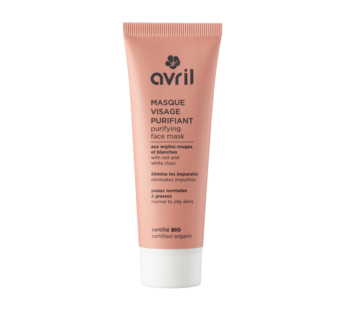 avril
MASQUE
VISAGE
PURIFIANT
purifying
face mask
aux argiles rouges
et blanches
with red and
white clays
élimine les impuretés
eliminates impurities
peaux normales
à grasses
normal to oily skins
certifié BIO
certified organic